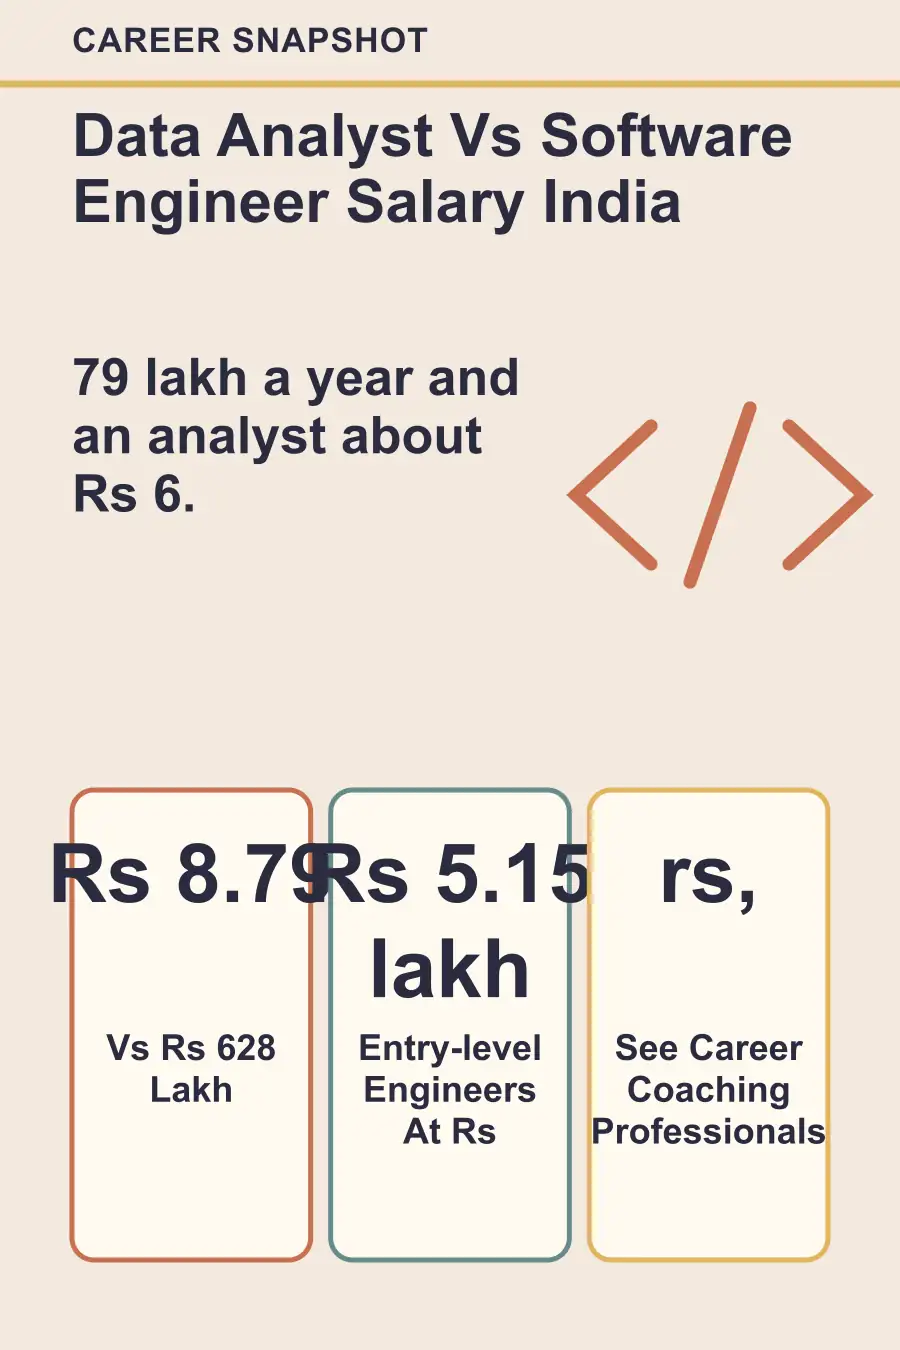 CAREER SNAPSHOT
Data Analyst Vs Software
Engineer Salary India
79 lakh a year and
an analyst about
Rs 6.
Rs 8.79
Vs Rs 628
Lakh
Rs 5.15
lakh
Entry-level
Engineers
At Rs
rs,
See Career
Coaching
Professionals